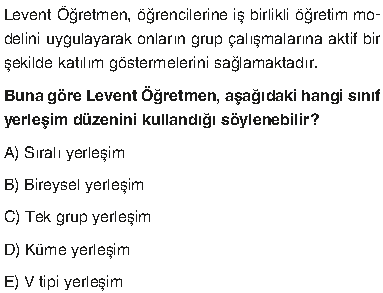 Levent Öğretmen, öğrencilerine iş birlikli öğretim mo-
delini uygulayarak onların grup çalışmalarına aktif bir
şekilde katılım göstermelerini sağlamaktadır.
Buna göre Levent Öğretmen, aşağıdaki hangi sınıf
yerleşim düzenini kullandığı söylenebilir?
A) Sıralı yerleşim
B) Bireysel yerleşim
C) Tek grup yerleşim
D) Küme yerleşim
E) V tipi yerleşim